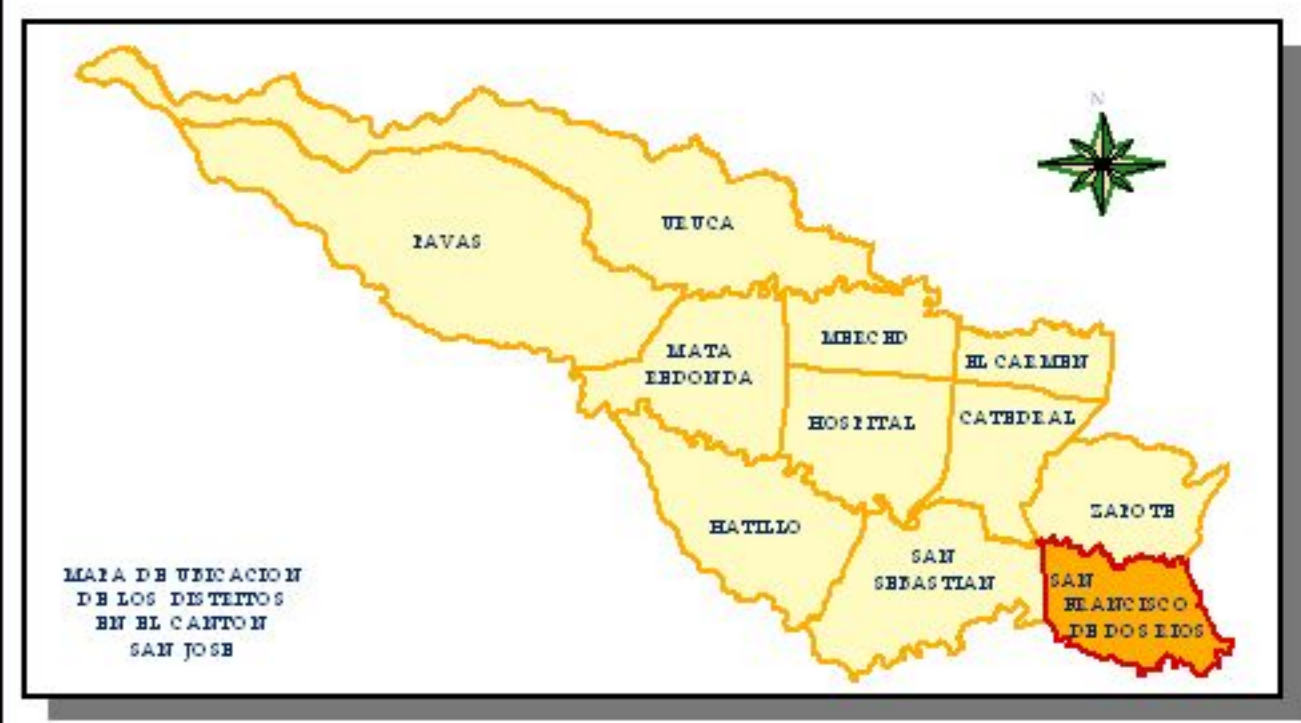 N
URUCA
PAVAS
MERCED
MATA
REDONDA
EL CARMEN
HOSPITAL
CATEDRAL
ZAPOTE
HATILLO
SAN
SEBASTIAN
SAN
FRANCISCO
DE DOS RIOS
MAPA DE UBICACION
DE LOS DISTRITOS
EN EL CANTON
SAN JOSE